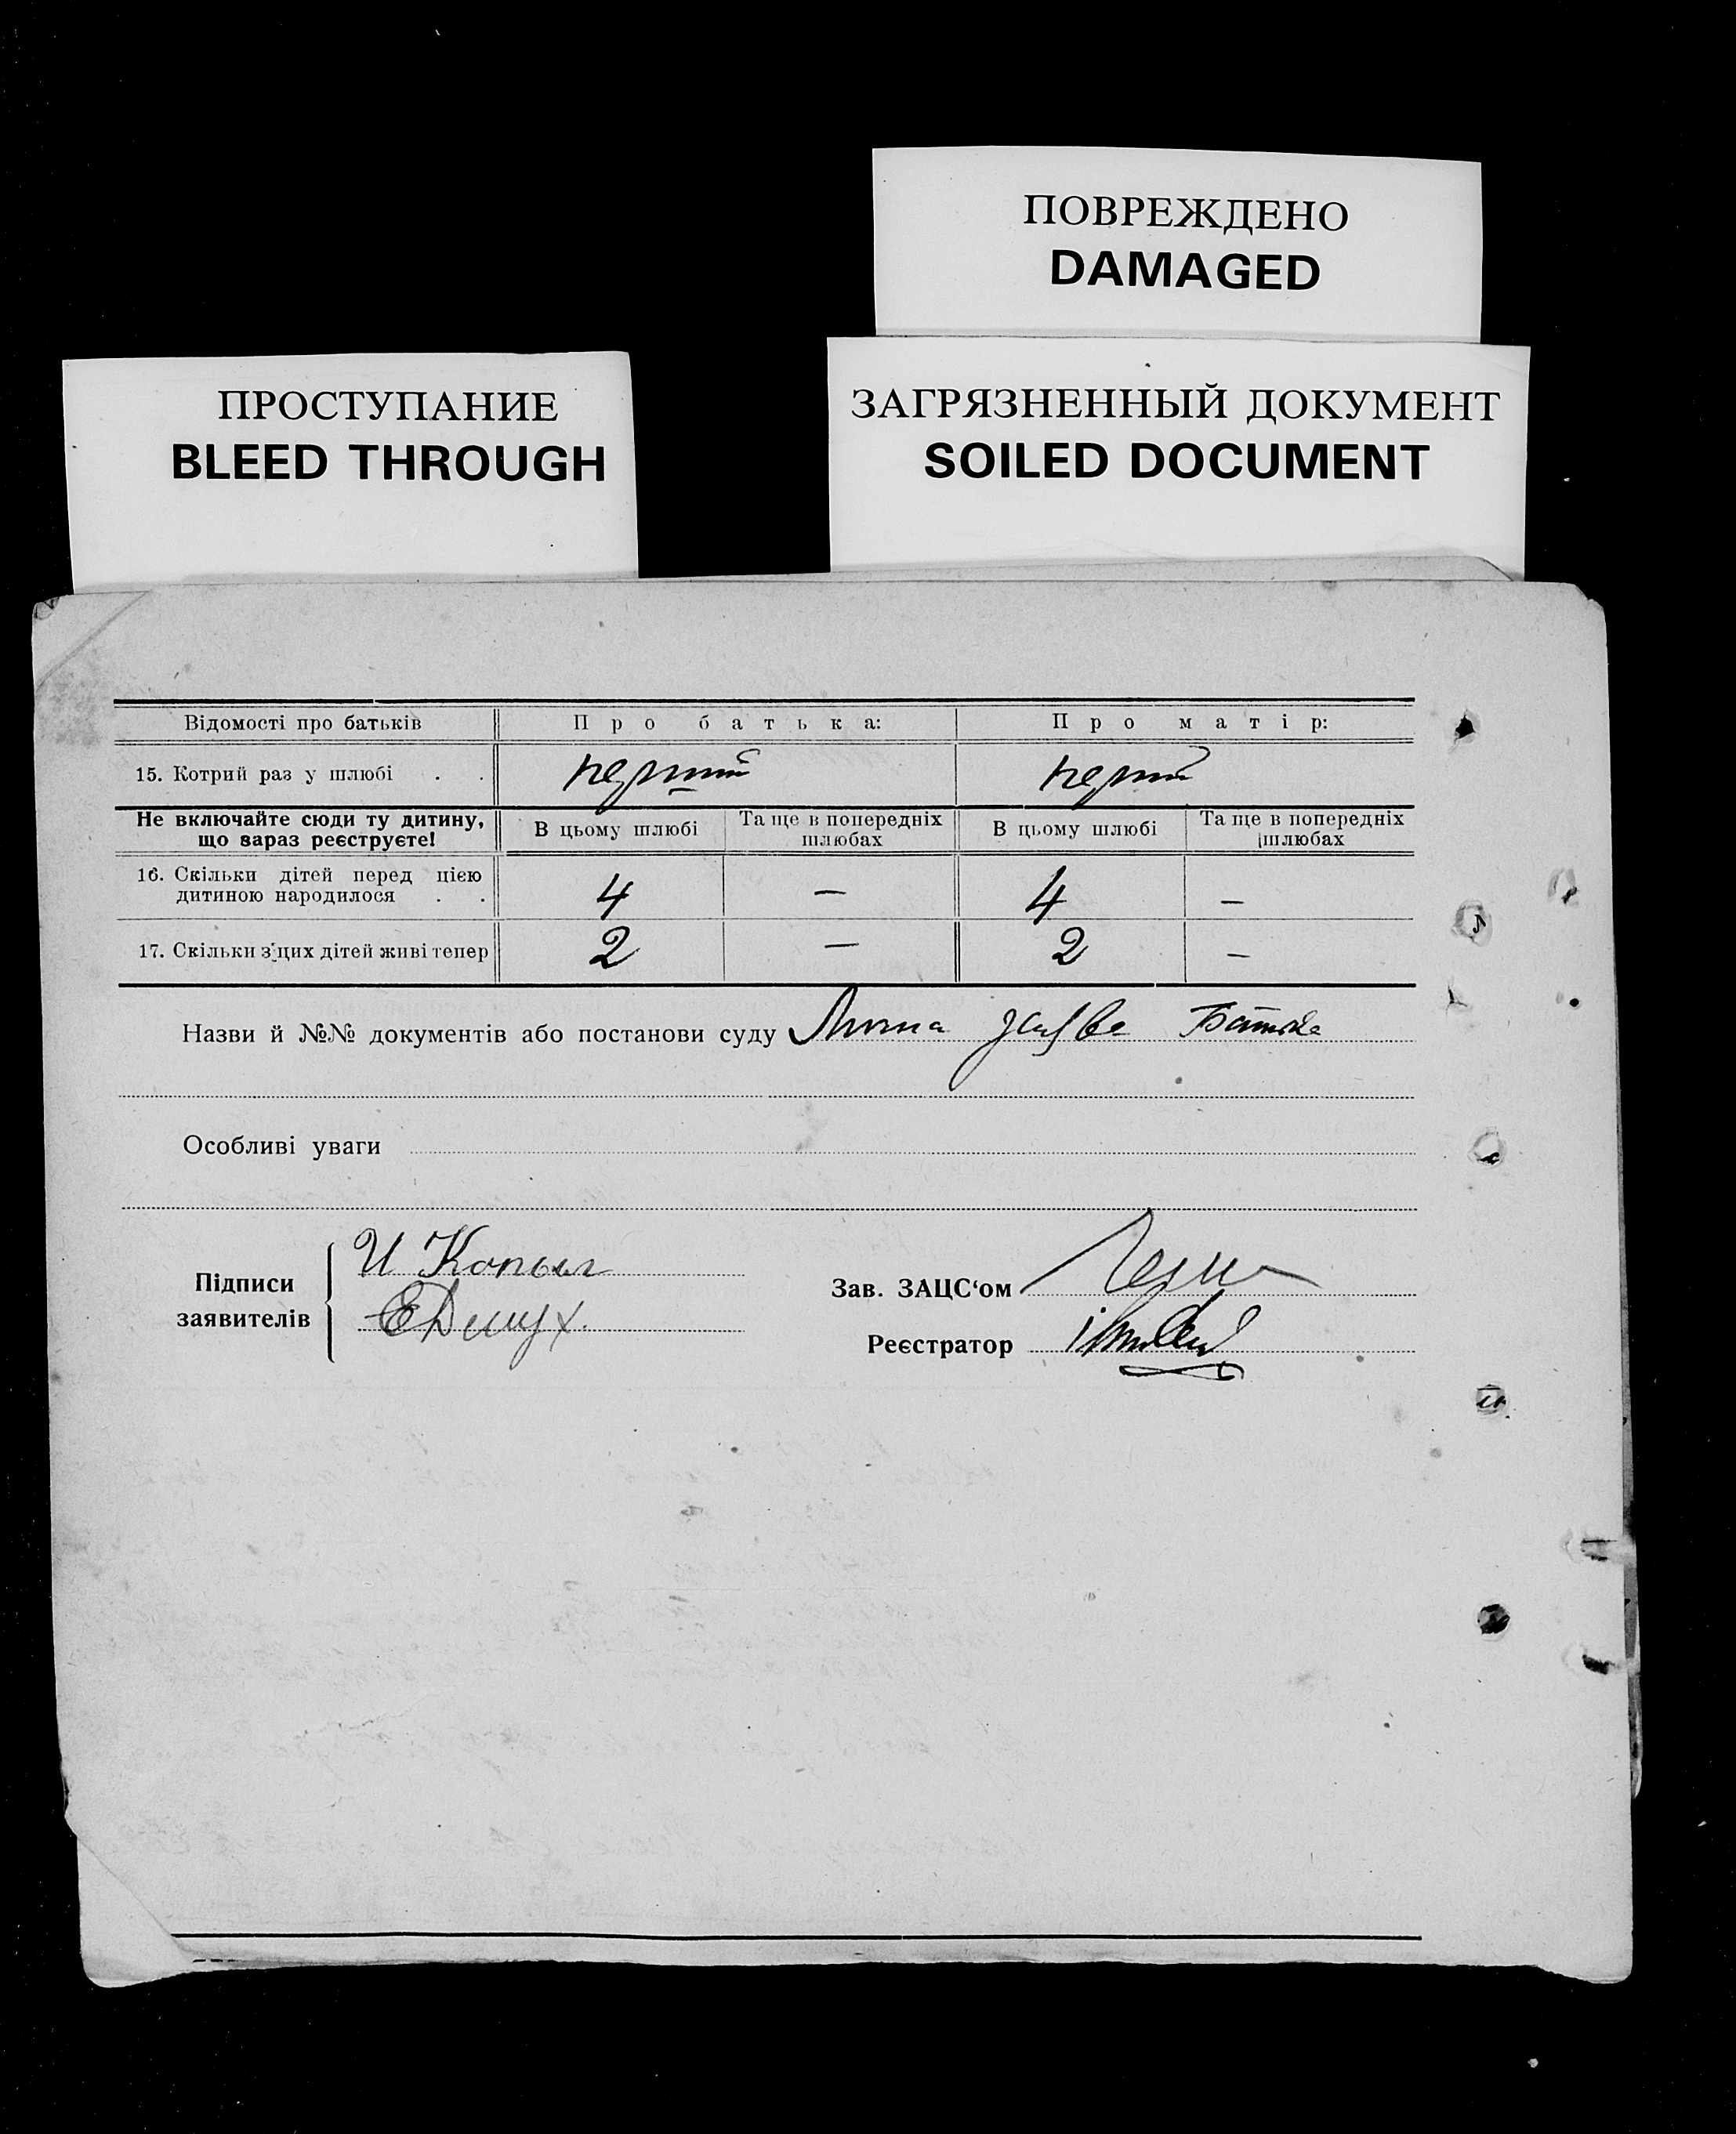 ПОВРЕЖДЕНО
DAMAGED
ПРОСТУПАНИЕ
BLEED THROUGH
ЗАГРЯЗНЕННЫЙ ДОКУМЕНТ
SOILED DOCUMENT
Відомості про батьків Про батька: Про матір:
15. Котрий раз у шлюбі . . перший
Не включайте сюди ту дитину, що зараз реєструєте! В цьому шлюбі Та ще в попередніх шлюбах В цьому шлюбі Та ще в попередніх шлюбах
16. Скільки дітей перед цією
дитиною народилося . . 4 — 4 —
17. Скільки з цих дітей живі тепер 2 — 2 —
Назви й №№ документів або постанови суду
Особливі уваги
Підписи
заявителів
Зав. ЗАЦС‘ом
Реєстратор